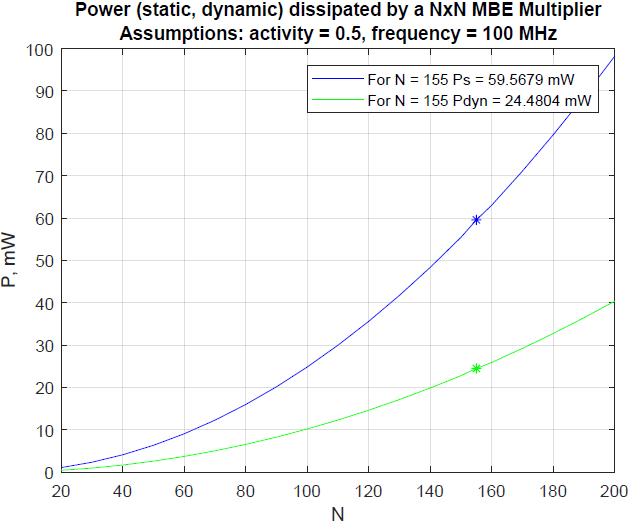 Power (static, dynamic) dissipated by a NxN MBE Multiplier
Assumptions: activity = 0.5, frequency = 100 MHz
For N = 155 Ps = 59.5679 mW
For N = 155 Pdyn = 24.4804 mW
P, mW
100
90
80
70
60
50
40
30
20
10
0
20 40 60 80 100 120 140 160 180 200
N